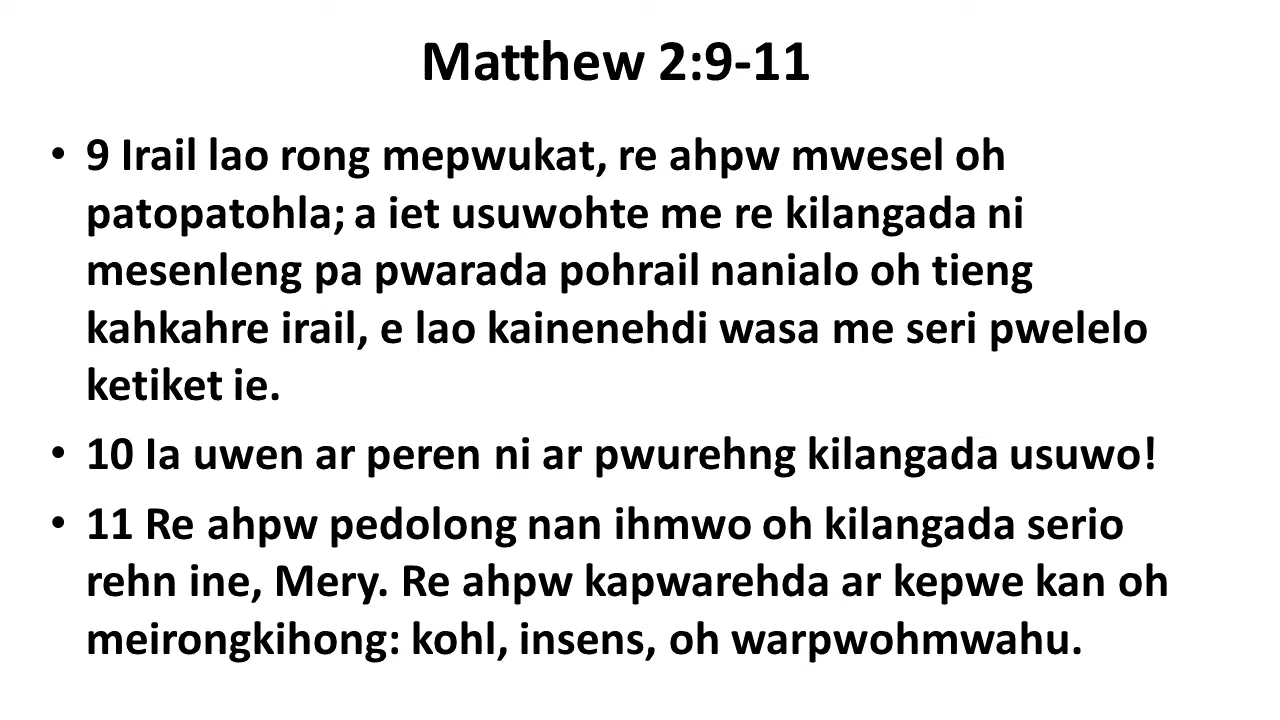 Matthew 2:9-11
• 9 Irail lao rong mepwukat, re ahpw mwesel oh
patopatohla; a iet usuwohte me re kilangada ni
mesenleng pa pwarada pohrail nanialo oh tieng
kahkahre irail, e lao kainenehdi wasa me seri pwelelo
ketiket ie.
• 10 Ia uwen ar peren ni ar pwurehng kilangada usuwo!
• 11 Re ahpw pedolong nan ihmwo oh kilangada serio
rehn ine, Mery. Re ahpw kapwarehda ar kepwe kan oh
meirongkihong: kohl, insens, oh warpwohmwahu.